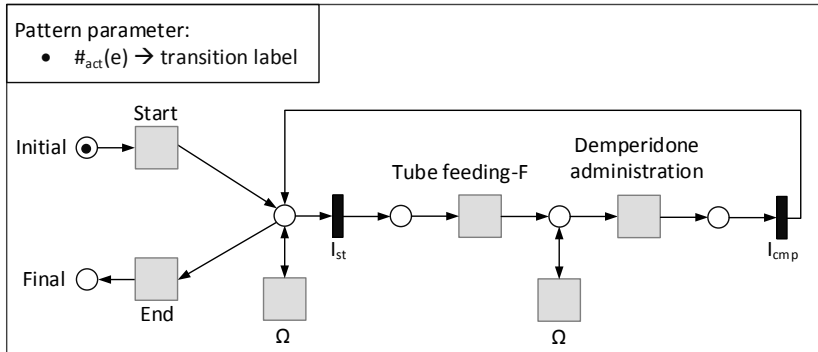 Pattern parameter:
• #act(e) → transition label
Start
Initial
Demperidone
administration
Tube feeding-F
Ist
Icmp
Final
End
Ω
Ω